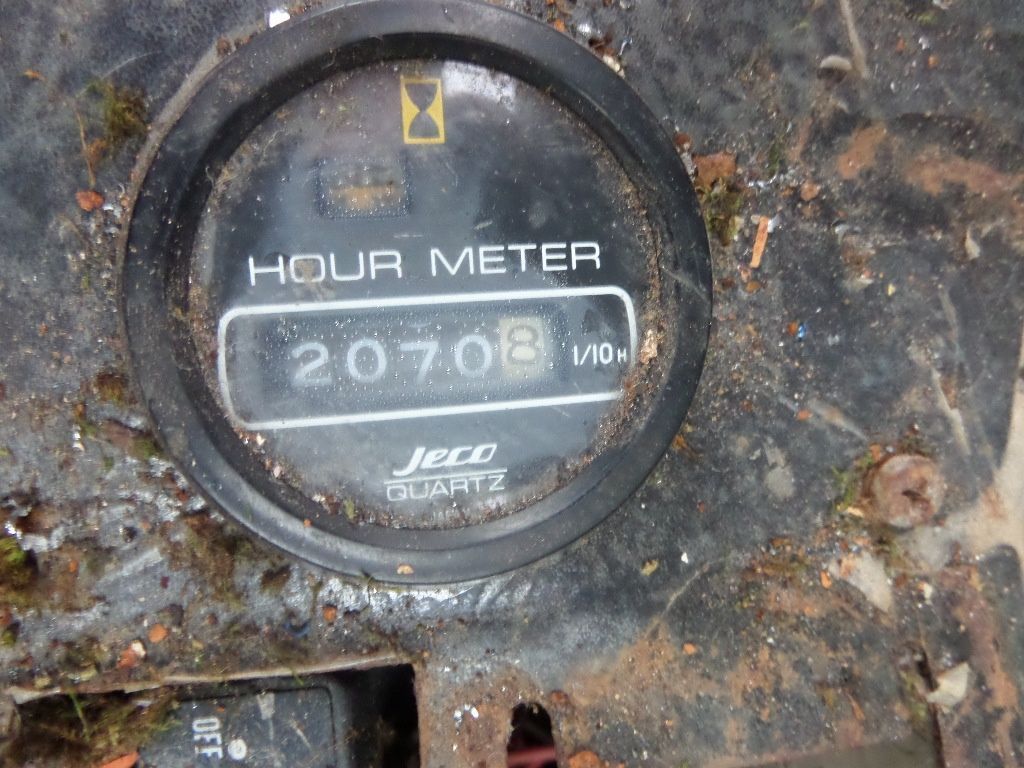 HOUR METER
20708 1/10 H
Jeco
QUARTZ
OFF